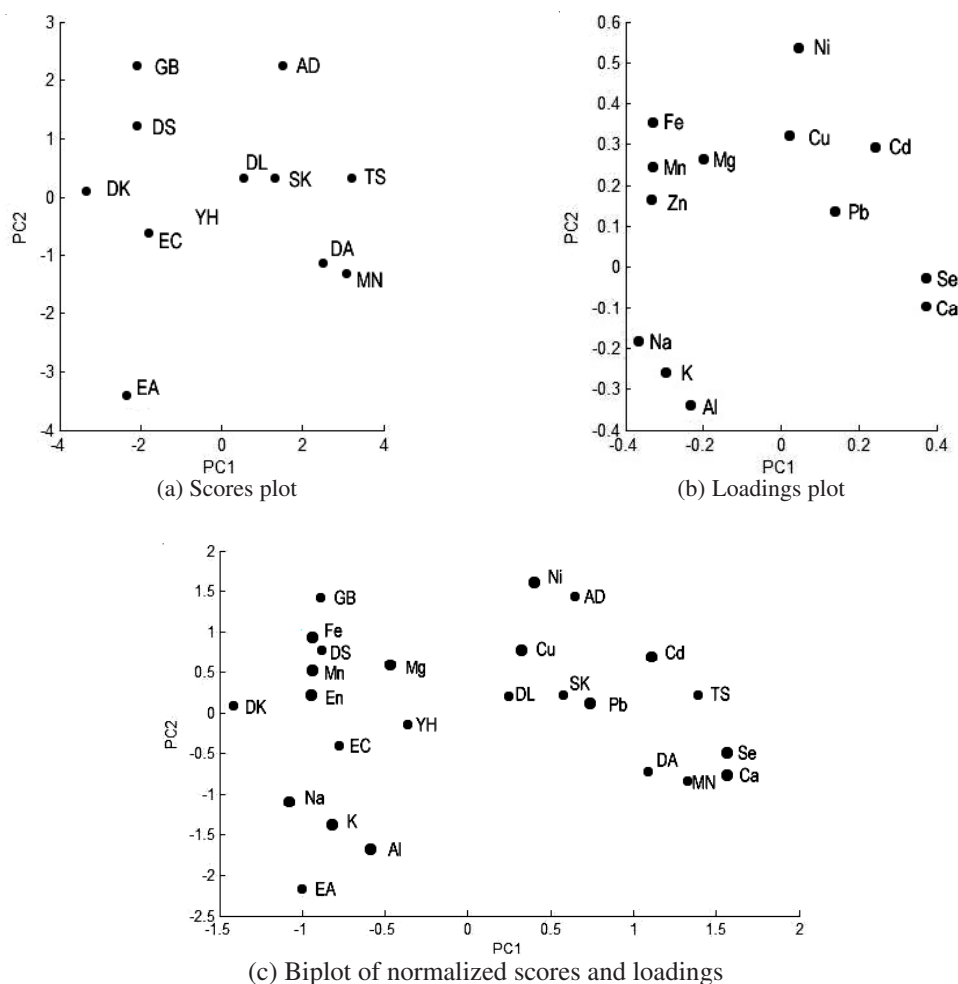 3
2
1
0
-1
-2
-3
-4
PC2
GB
AD
DS
DL
SK
TS
DK
YH
EC
DA
MN
EA
-4
-2
0
2
4
PC1
(a) Scores plot
0.6
0.5
0.4
0.3
0.2
0.1
0
-0.1
-0.2
-0.3
-0.4
PC2
Ni
Fe
Cu
Cd
Mn
Mg
Zn
Pb
Se
Ca
Na
K
Al
-0.4
-0.2
0
0.2
0.4
PC1
(b) Loadings plot
2
1.5
1
0.5
0
-0.5
-1
-1.5
-2
-2.5
PC2
Ni
GB
AD
Fe
DS
Cu
Cd
Mn
Mg
En
DL
SK
Pb
TS
DK
YH
EC
Se
DA
MN
Ca
Na
K
Al
EA
-1.5
-1
-0.5
0
0.5
1
1.5
2
PC1
(c) Biplot of normalized scores and loadings